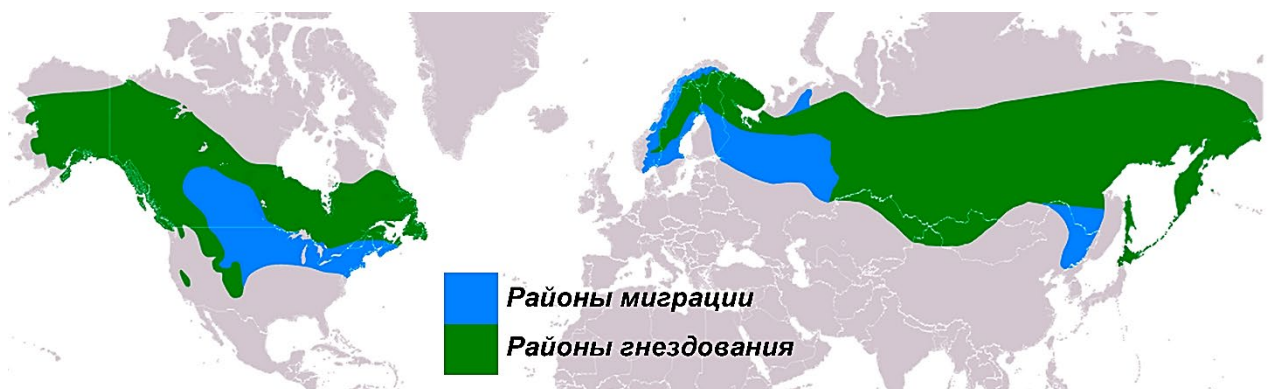 Районы миграции
Районы гнездования